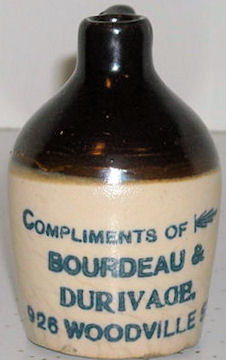 COMPLIMENTS OF
BOURDEAU &
DURIVAGE.
926 WOODVILLE S